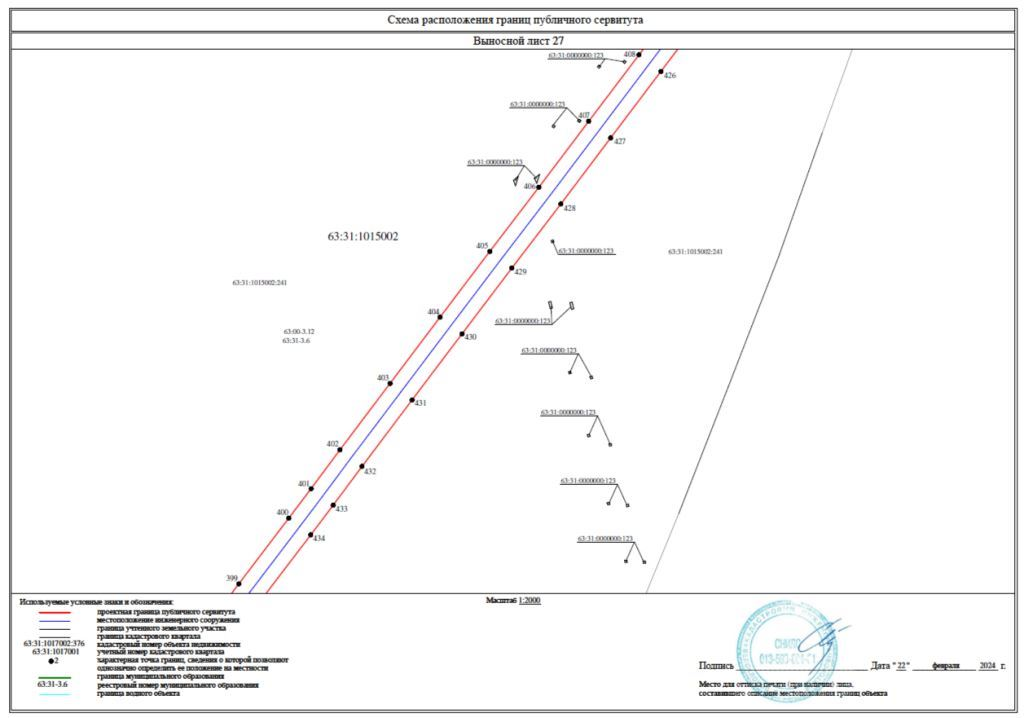 Схема расположения границ публичного сервитута
Выносной лист 27
63:31:0000000:123
408
426
63:31:0000000:123
407
427
63:31:0000000:123
406
428
63:31:1015002
405
63:31:0000000:123
63:31:1015002:241
429
63:31:1015002:241
404
63:31:0000000:123
63:00-3.12
63:31-3.6
430
63:31:0000000:123
403
431
63:31:0000000:123
402
432
401
63:31:0000000:123
433
400
434
63:31:0000000:123
399
Используемые условные знаки и обозначения:
Масштаб 1:2000
проектная граница публичного сервитута
местоположение инженерного сооружения
граница учтенного земельного участка
граница кадастрового квартала
63:31:1017002:376 кадастровый номер объекта недвижимости
63:31:1017001 учетный номер кадастрового квартала
2 характерная точка границ, сведения о которой позволяют
однозначно определить ее положение на местности
граница муниципального образования
63:31-3.6 реестровый номер муниципального образования
граница водного объекта
Подпись Дата "22" февраля 2024 г.
Место для оттиска печати (при наличии) лица,
составившего описание местоположения границ объекта